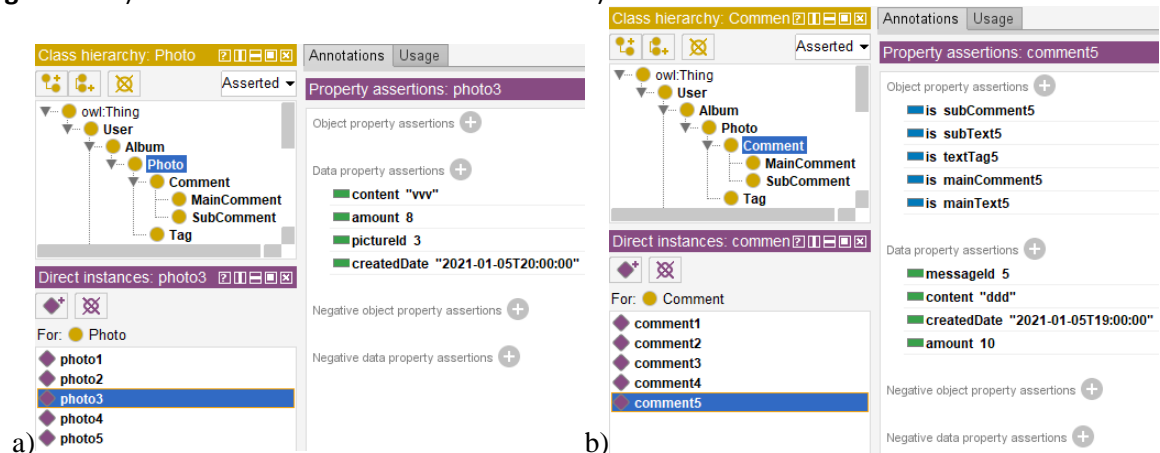 Class hierarchy: Photo
Asserted
owl:Thing
User
Album
Photo
Comment
MainComment
SubComment
Tag
Direct instances: photo3
For: Photo
photo1
photo2
photo3
photo4
photo5
a)
Annotations Usage
Property assertions: photo3
Object property assertions
Data property assertions
content "vvv"
amount 8
pictureId 3
createdDate "2021-01-05T20:00:00"
Negative object property assertions
Negative data property assertions
Class hierarchy: Commen
Asserted
owl:Thing
User
Album
Photo
Comment
MainComment
SubComment
Tag
Direct instances: commen
For: Comment
comment1
comment2
comment3
comment4
comment5
b)
Annotations Usage
Property assertions: comment5
Object property assertions
is subComment5
is subText5
is textTag5
is mainComment5
is mainText5
Data property assertions
messageId 5
content "ddd"
createdDate "2021-01-05T19:00:00"
amount 10
Negative object property assertions
Negative data property assertions